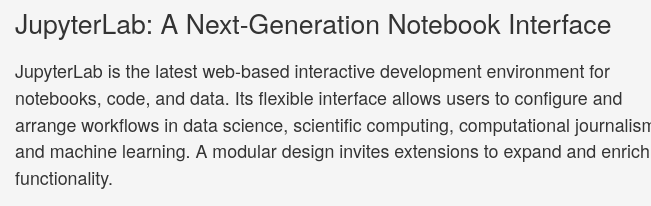 JupyterLab: A Next-Generation Notebook Interface
JupyterLab is the latest web-based interactive development environment for
notebooks, code, and data. Its flexible interface allows users to configure and
arrange workflows in data science, scientific computing, computational journalism
and machine learning. A modular design invites extensions to expand and enrich
functionality.